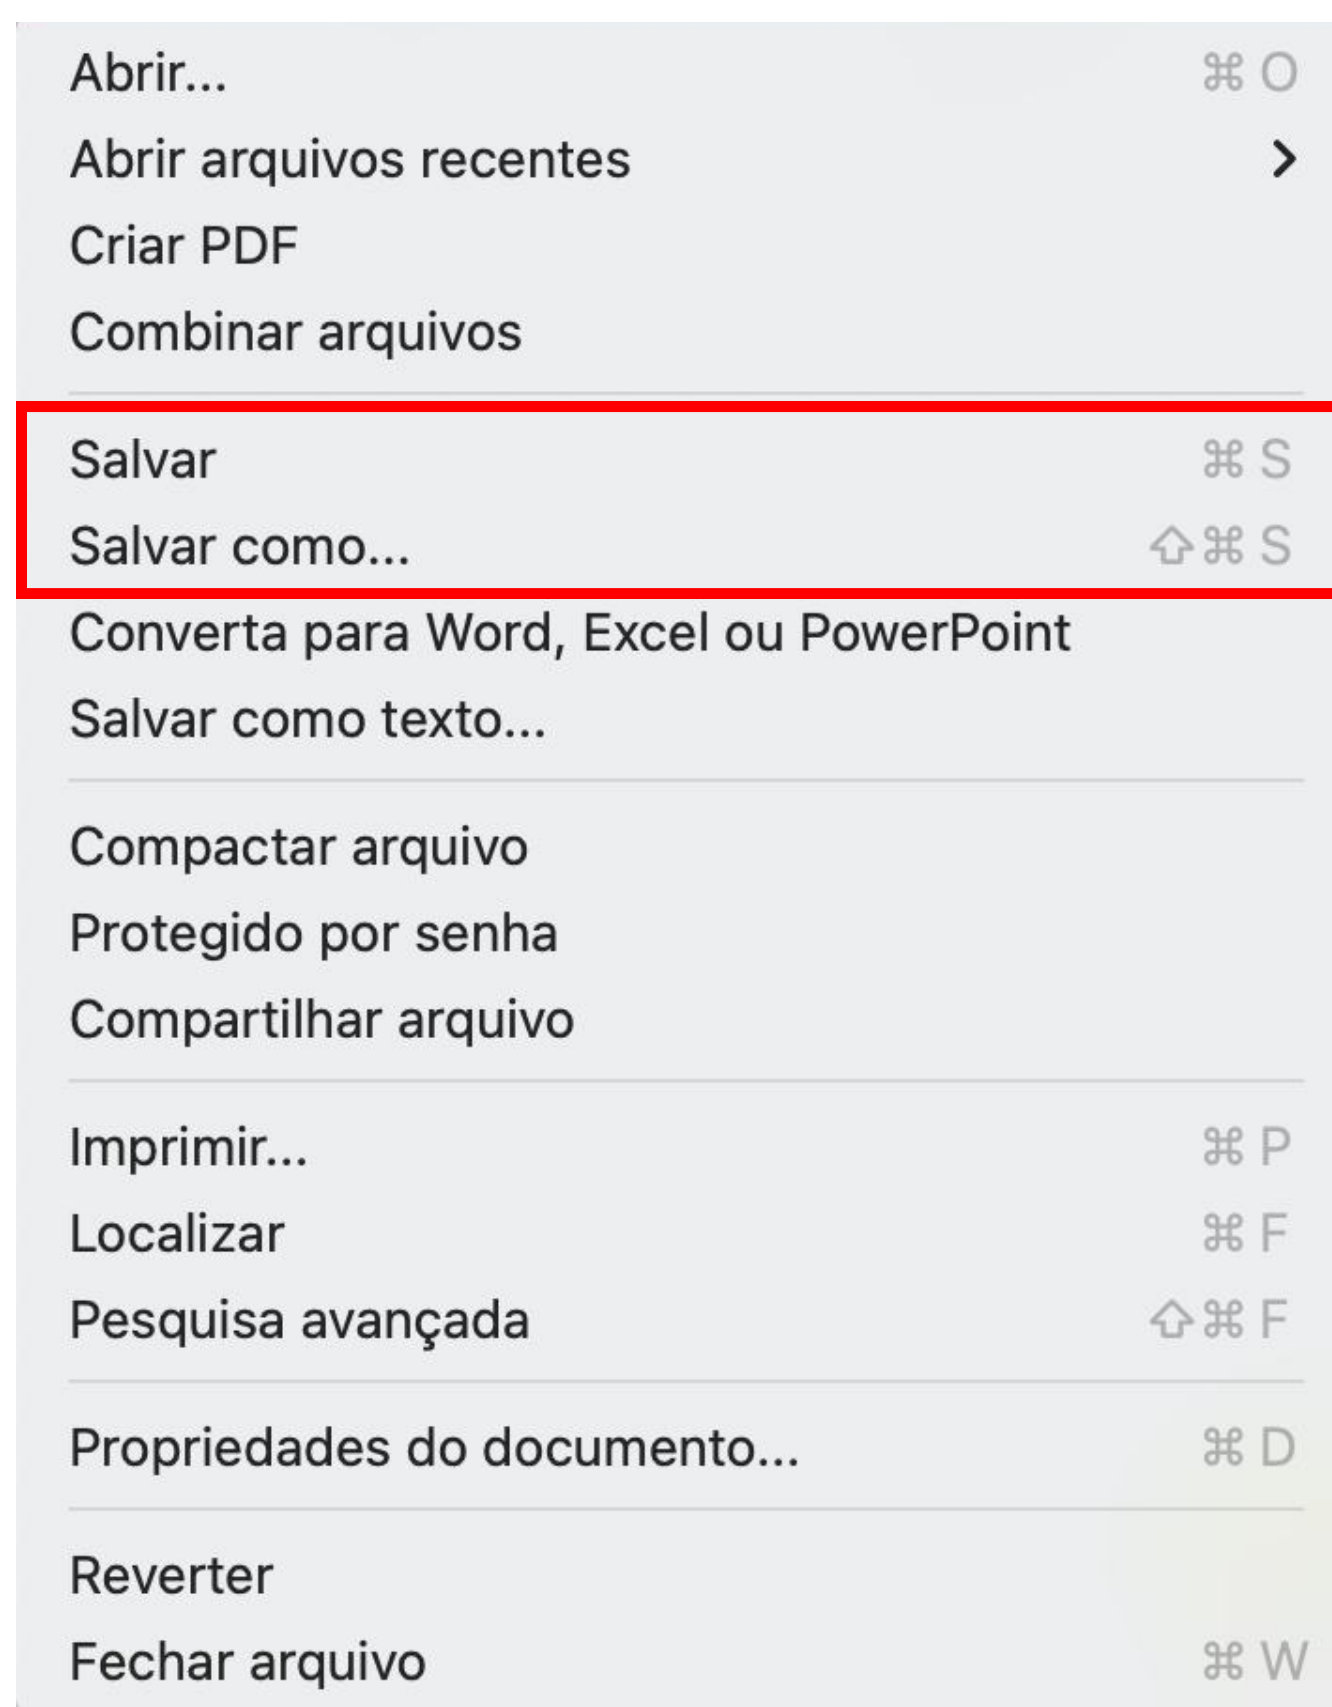 Abrir... ⌘ O
Abrir arquivos recentes
Criar PDF
Combinar arquivos
Salvar ⌘ S
Salvar como... ⇧⌘ S
Converta para Word, Excel ou PowerPoint
Salvar como texto...
Compactar arquivo
Protegido por senha
Compartilhar arquivo
Imprimir... ⌘ P
Localizar ⌘ F
Pesquisa avançada ⇧⌘ F
Propriedades do documento... ⌘ D
Reverter
Fechar arquivo ⌘ W